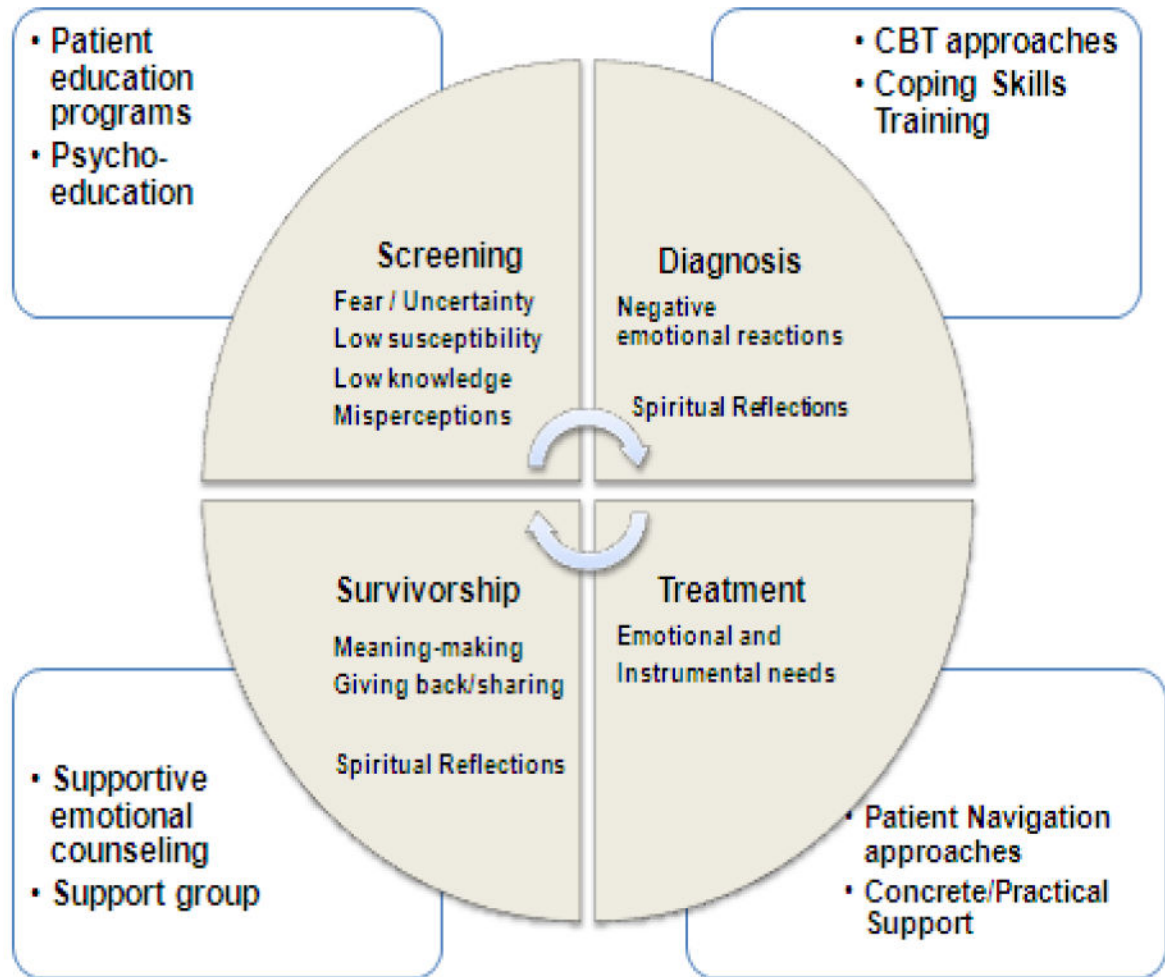 • Patient
education
programs
• Psycho-
education
• CBT approaches
• Coping Skills
Training
Screening
Fear / Uncertainty
Low susceptibility
Low knowledge
Misperceptions
Diagnosis
Negative
emotional reactions
Spiritual Reflections
Survivorship
Meaning-making
Giving back/sharing
Spiritual Reflections
Treatment
Emotional and
Instrumental needs
• Supportive
emotional
counseling
• Support group
• Patient Navigation
approaches
• Concrete/Practical
Support